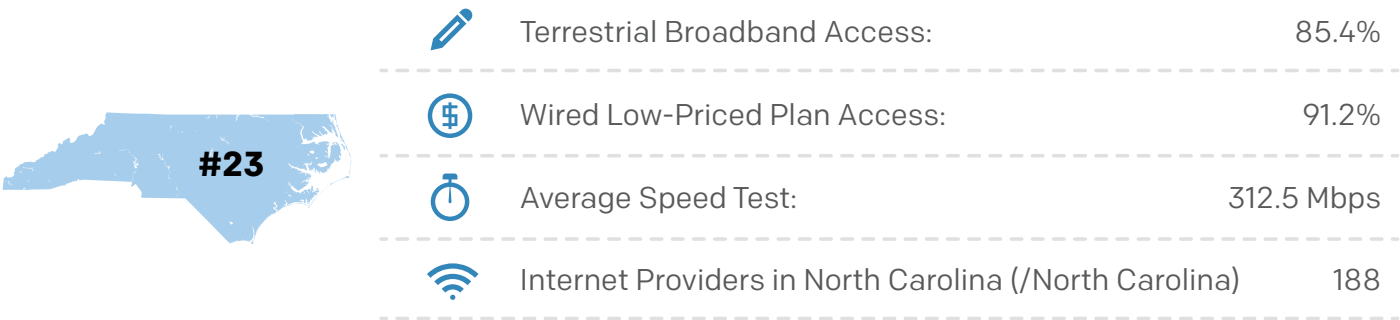 #23
Terrestrial Broadband Access: 85.4%
Wired Low-Priced Plan Access: 91.2%
Average Speed Test: 312.5 Mbps
Internet Providers in North Carolina (/North Carolina) 188